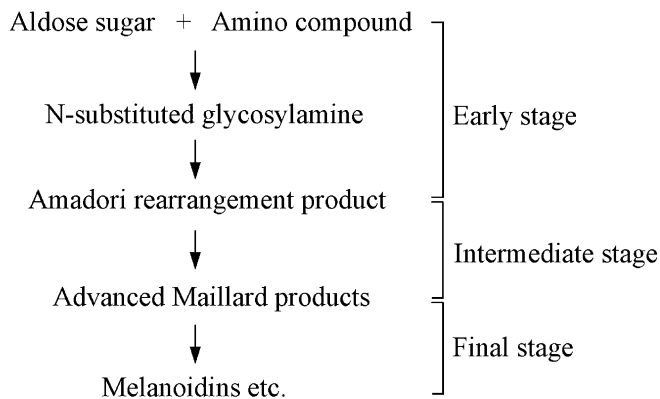 Aldose sugar + Amino compound
N-substituted glycosylamine
Early stage
Amadori rearrangement product
Intermediate stage
Advanced Maillard products
Final stage
Melanoidins etc.